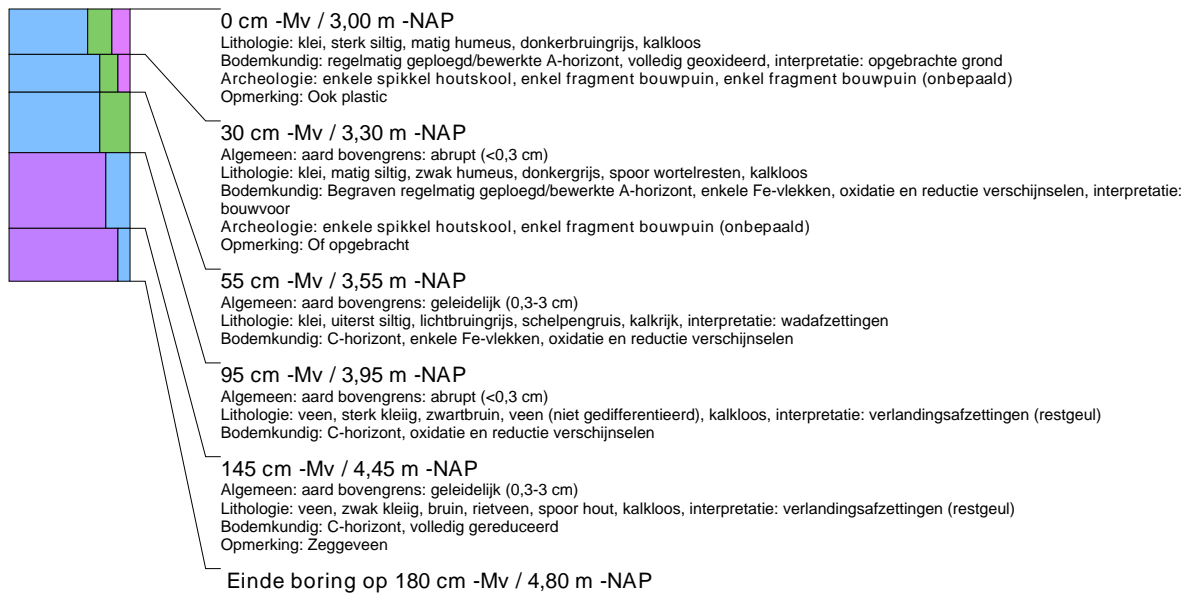 0 cm -Mv / 3,00 m -NAP
Lithologie: klei, sterk siltig, matig humeus, donkerbruingrijs, kalkloos
Bodemkundig: regelmatig geploegd/bewerkte A-horizont, volledig geoxideerd, interpretatie: opgebrachte grond
Archeologie: enkele spikkel houtskool, enkel fragment bouwpuin, enkel fragment bouwpuin (onbepaald)
Opmerking: Ook plastic
30 cm -Mv / 3,30 m -NAP
Algemeen: aard bovengrens: abrupt (<0,3 cm)
Lithologie: klei, matig siltig, zwak humeus, donkergrijs, spoor wortelresten, kalkloos
Bodemkundig: Begraven regelmatig geploegd/bewerkte A-horizont, enkele Fe-vlekken, oxidatie en reductie verschijnselen, interpretatie:
bouwvoor
Archeologie: enkele spikkel houtskool, enkel fragment bouwpuin (onbepaald)
Opmerking: Of opgebracht
55 cm -Mv / 3,55 m -NAP
Algemeen: aard bovengrens: geleidelijk (0,3-3 cm)
Lithologie: klei, uiterst siltig, lichtbruingrijs, schelpengruis, kalkrijk, interpretatie: wadafzettingen
Bodemkundig: C-horizont, enkele Fe-vlekken, oxidatie en reductie verschijnselen
95 cm -Mv / 3,95 m -NAP
Algemeen: aard bovengrens: abrupt (<0,3 cm)
Lithologie: veen, sterk kleiig, zwartbruin, veen (niet gedifferentieerd), kalkloos, interpretatie: verlandingsafzettingen (restgeul)
Bodemkundig: C-horizont, oxidatie en reductie verschijnselen
145 cm -Mv / 4,45 m -NAP
Algemeen: aard bovengrens: geleidelijk (0,3-3 cm)
Lithologie: veen, zwak kleiig, bruin, rietveen, spoor hout, kalkloos, interpretatie: verlandingsafzettingen (restgeul)
Bodemkundig: C-horizont, volledig gereduceerd
Opmerking: Zeggeveen
Einde boring op 180 cm -Mv / 4,80 m -NAP